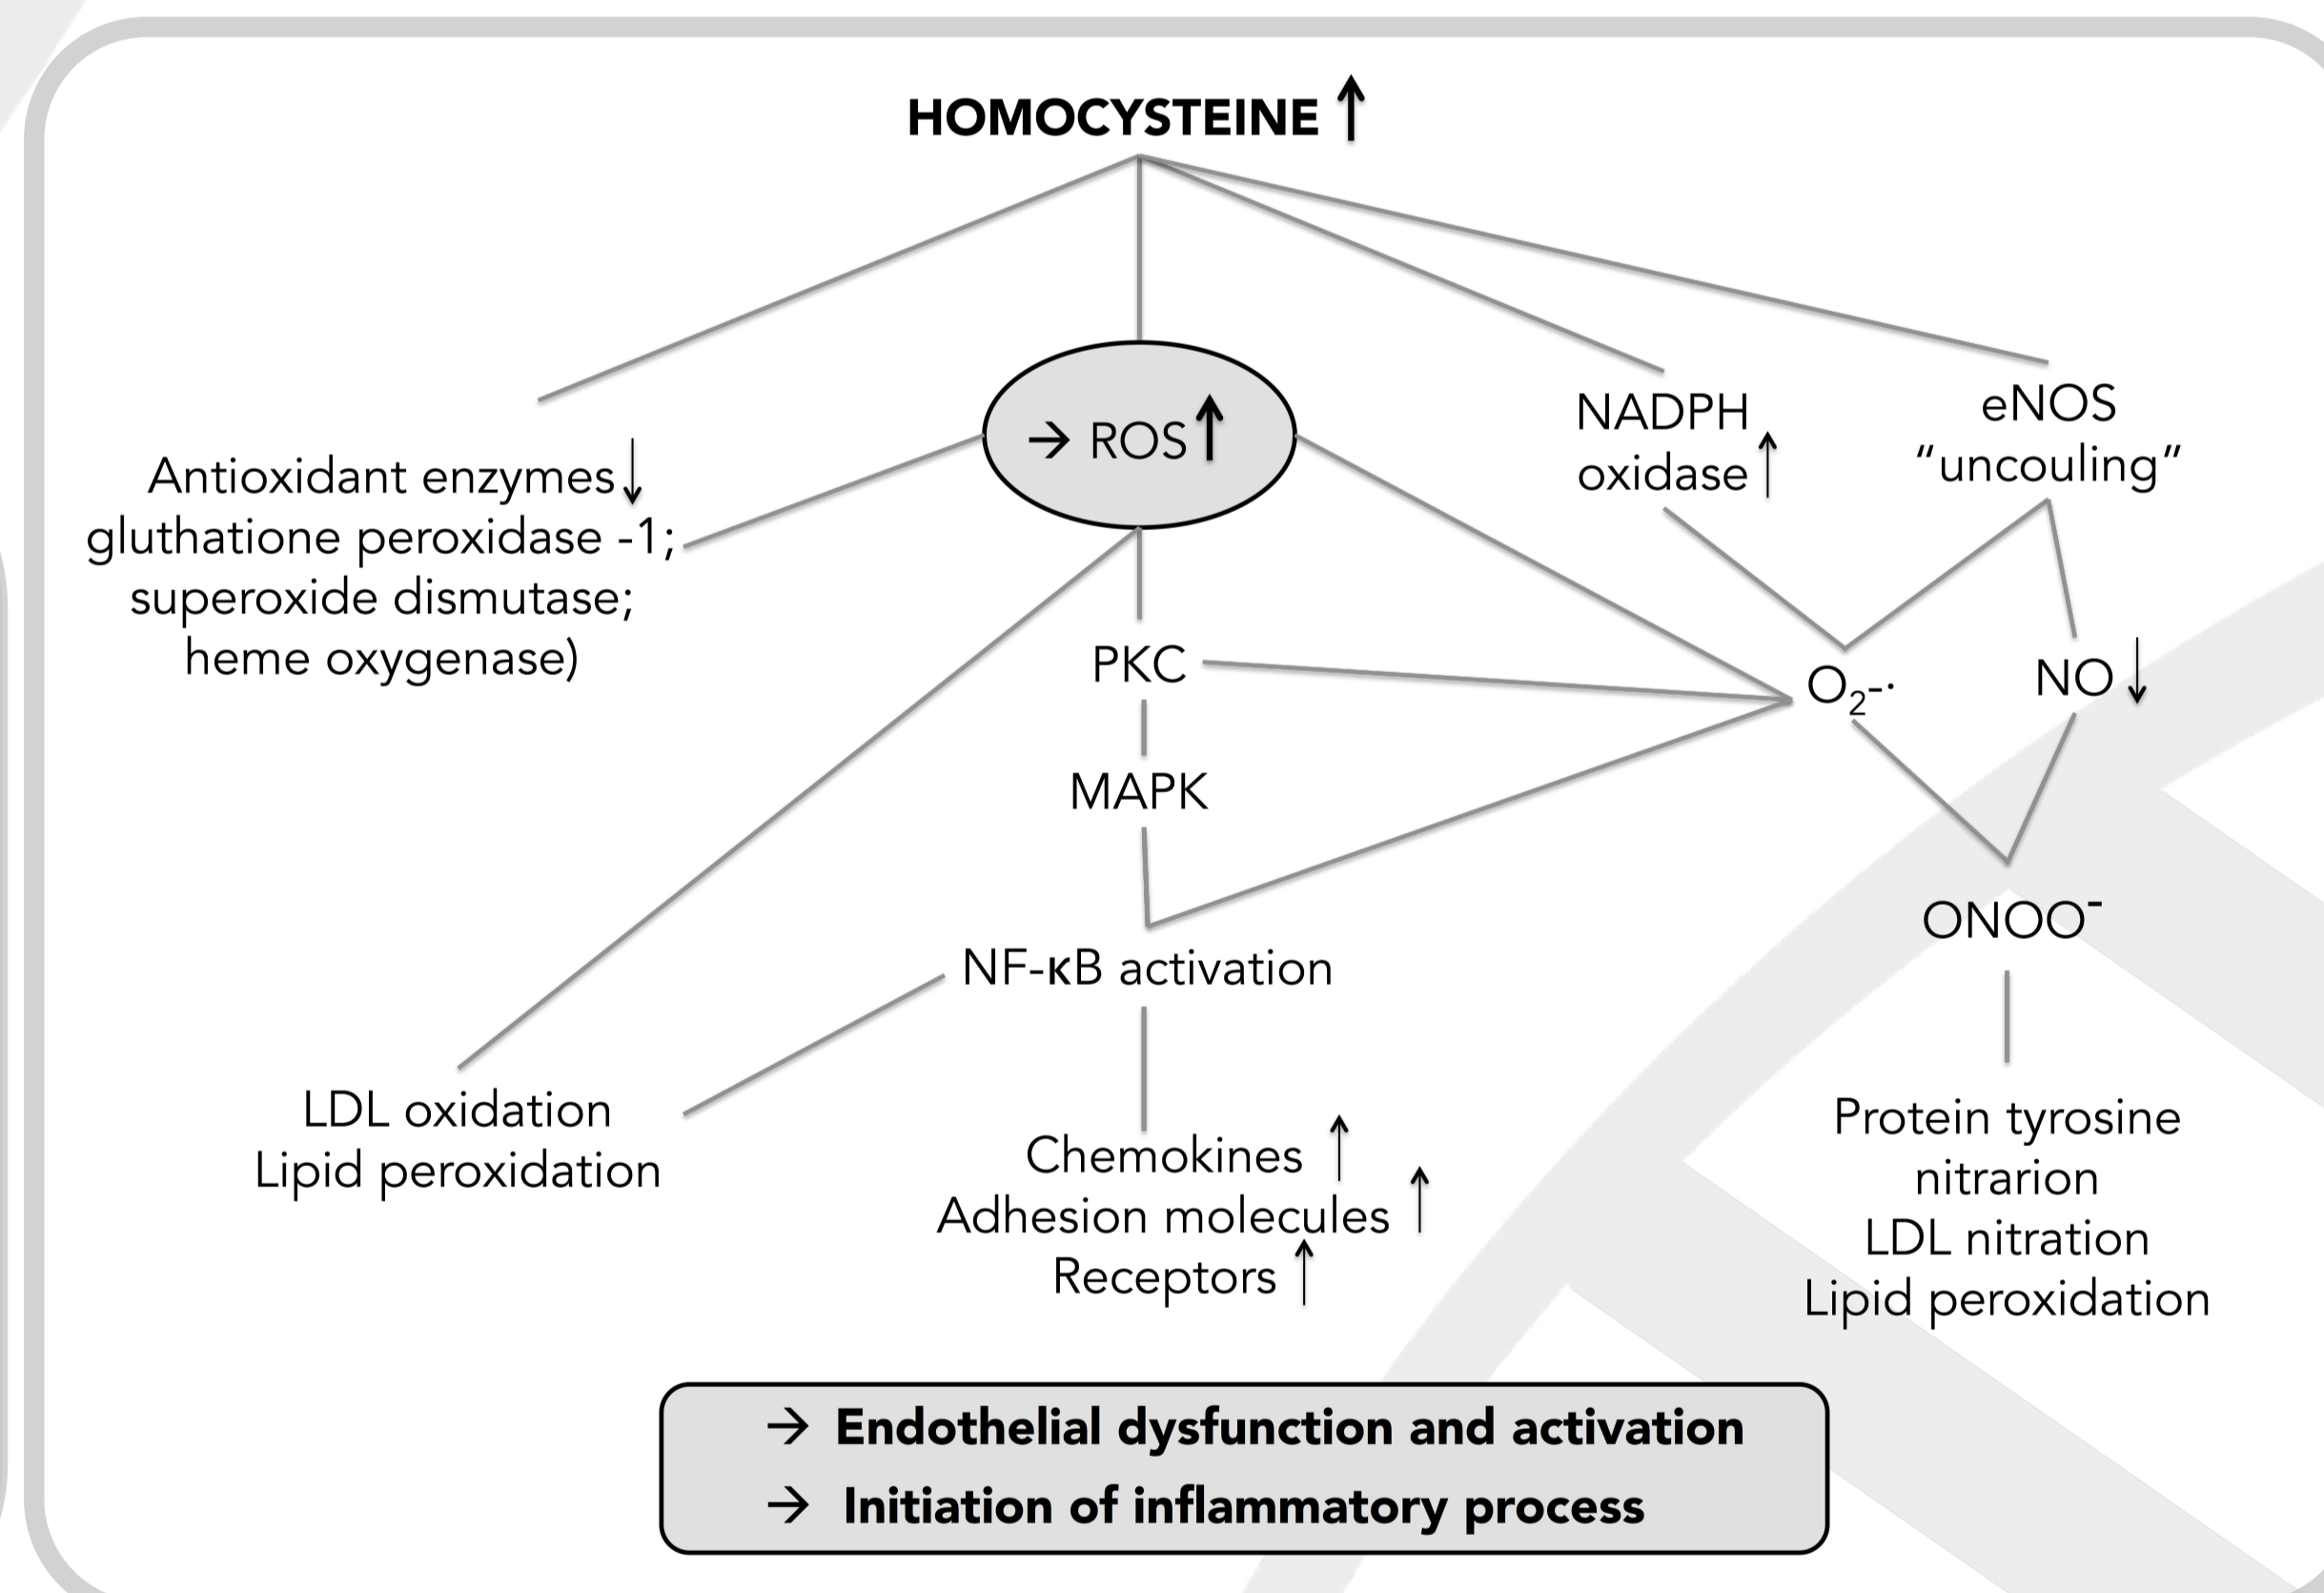 HOMOCYSTEINE ↑
→ ROS ↑
NADPH
oxidase ↑
eNOS
“uncouling“
Antioxidant enzymes ↓
gluthatione peroxidase -1;
superoxide dismutase;
heme oxygenase)
PKC
O₂-·
NO ↓
MAPK
ONOO⁻
NF-κB activation
LDL oxidation
Lipid peroxidation
Chemokines ↑
Adhesion molecules ↑
Receptors ↑
Protein tyrosine
nitrarion
LDL nitration
Lipid peroxidation
→ Endothelial dysfunction and activation
→ Initiation of inflammatory process